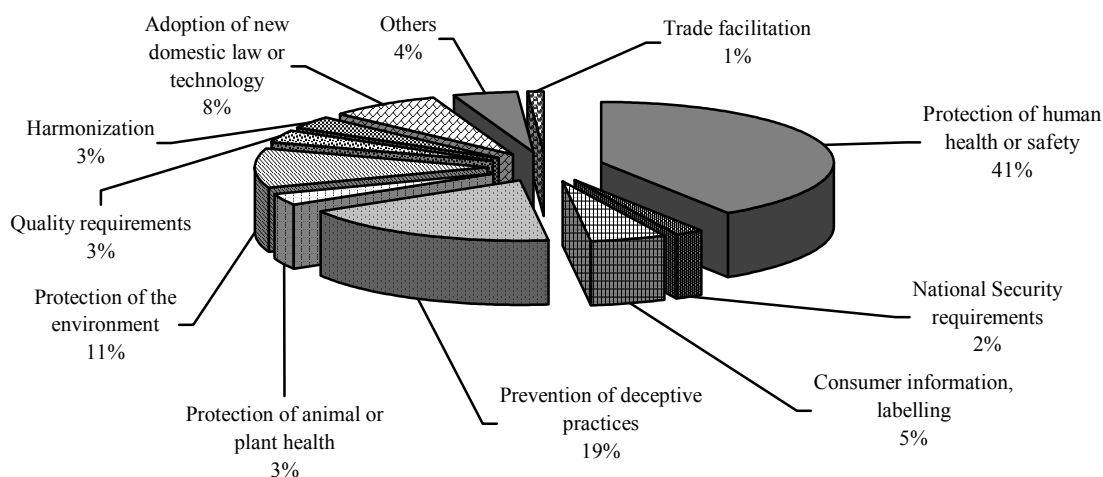 Adoption of new
domestic law or
technology
8%
Others
4%
Trade facilitation
1%
Protection of human
health or safety
41%
Harmonization
3%
Quality requirements
3%
Protection of the
environment
11%
National Security
requirements
2%
Consumer information,
labelling
5%
Prevention of deceptive
practices
19%
Protection of animal or
plant health
3%